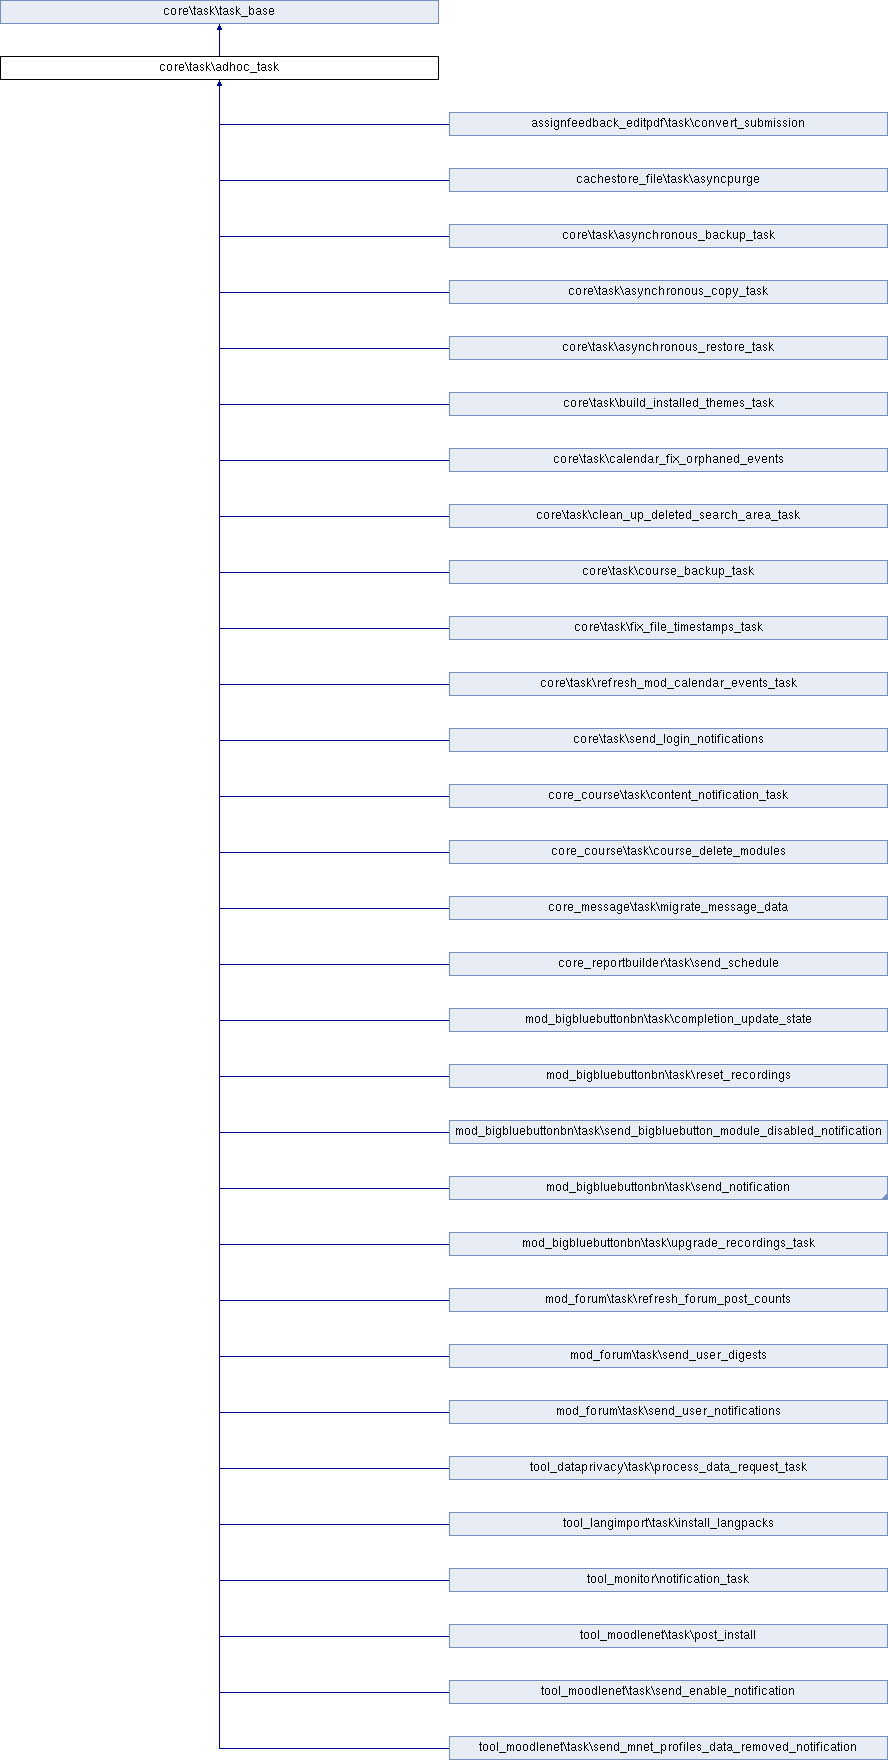 core\task\task_base
core\task\adhoc_task
assignfeedback_editpdf\task\convert_submission
cachestore_file\task\asyncpurge
core\task\asynchronous_backup_task
core\task\asynchronous_copy_task
core\task\asynchronous_restore_task
core\task\build_installed_themes_task
core\task\calendar_fix_orphaned_events
core\task\clean_up_deleted_search_area_task
core\task\course_backup_task
core\task\fix_file_timestamps_task
core\task\refresh_mod_calendar_events_task
core\task\send_login_notifications
core_course\task\content_notification_task
core_course\task\course_delete_modules
core_message\task\migrate_message_data
core_reportbuilder\task\send_schedule
mod_bigbluebuttonbn\task\completion_update_state
mod_bigbluebuttonbn\task\reset_recordings
mod_bigbluebuttonbn\task\send_bigbluebutton_module_disabled_notification
mod_bigbluebuttonbn\task\send_notification
mod_bigbluebuttonbn\task\upgrade_recordings_task
mod_forum\task\refresh_forum_post_counts
mod_forum\task\send_user_digests
mod_forum\task\send_user_notifications
tool_dataprivacy\task\process_data_request_task
tool_langimport\task\install_langpacks
tool_monitor\notification_task
tool_moodlenet\task\post_install
tool_moodlenet\task\send_enable_notification
tool_moodlenet\task\send_mnet_profiles_data_removed_notification